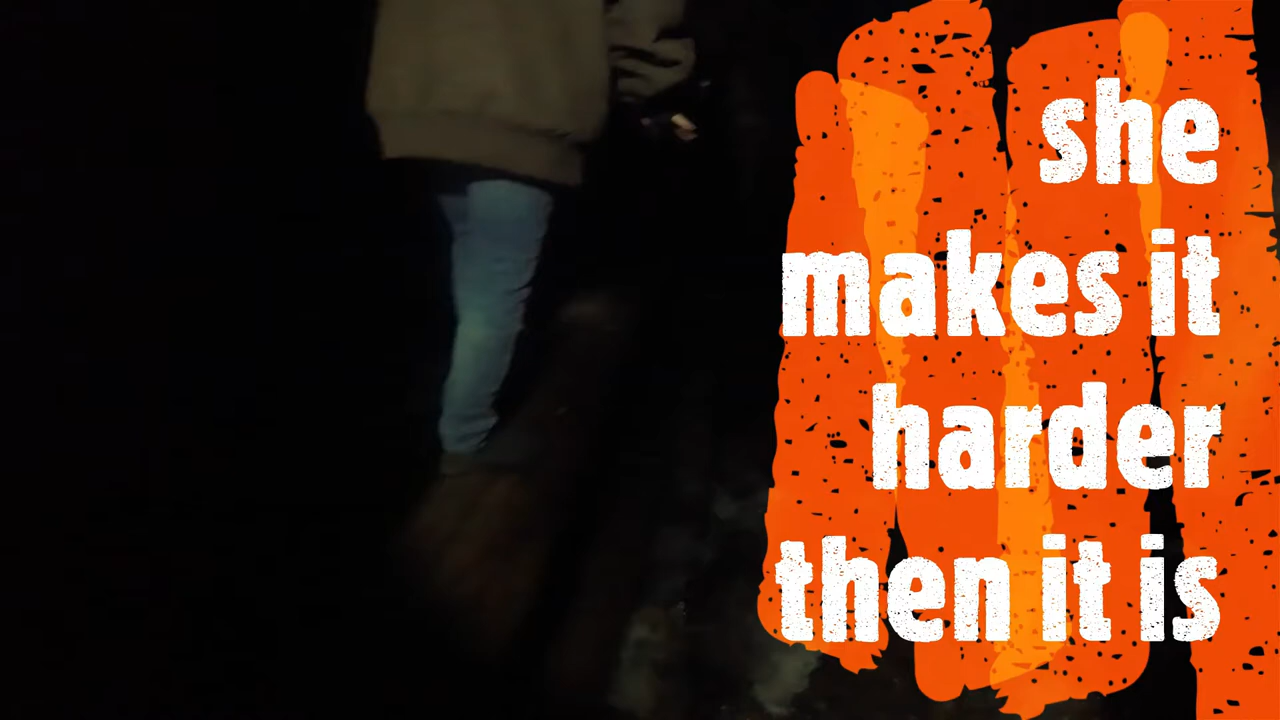 she
makes it
harder
then it is